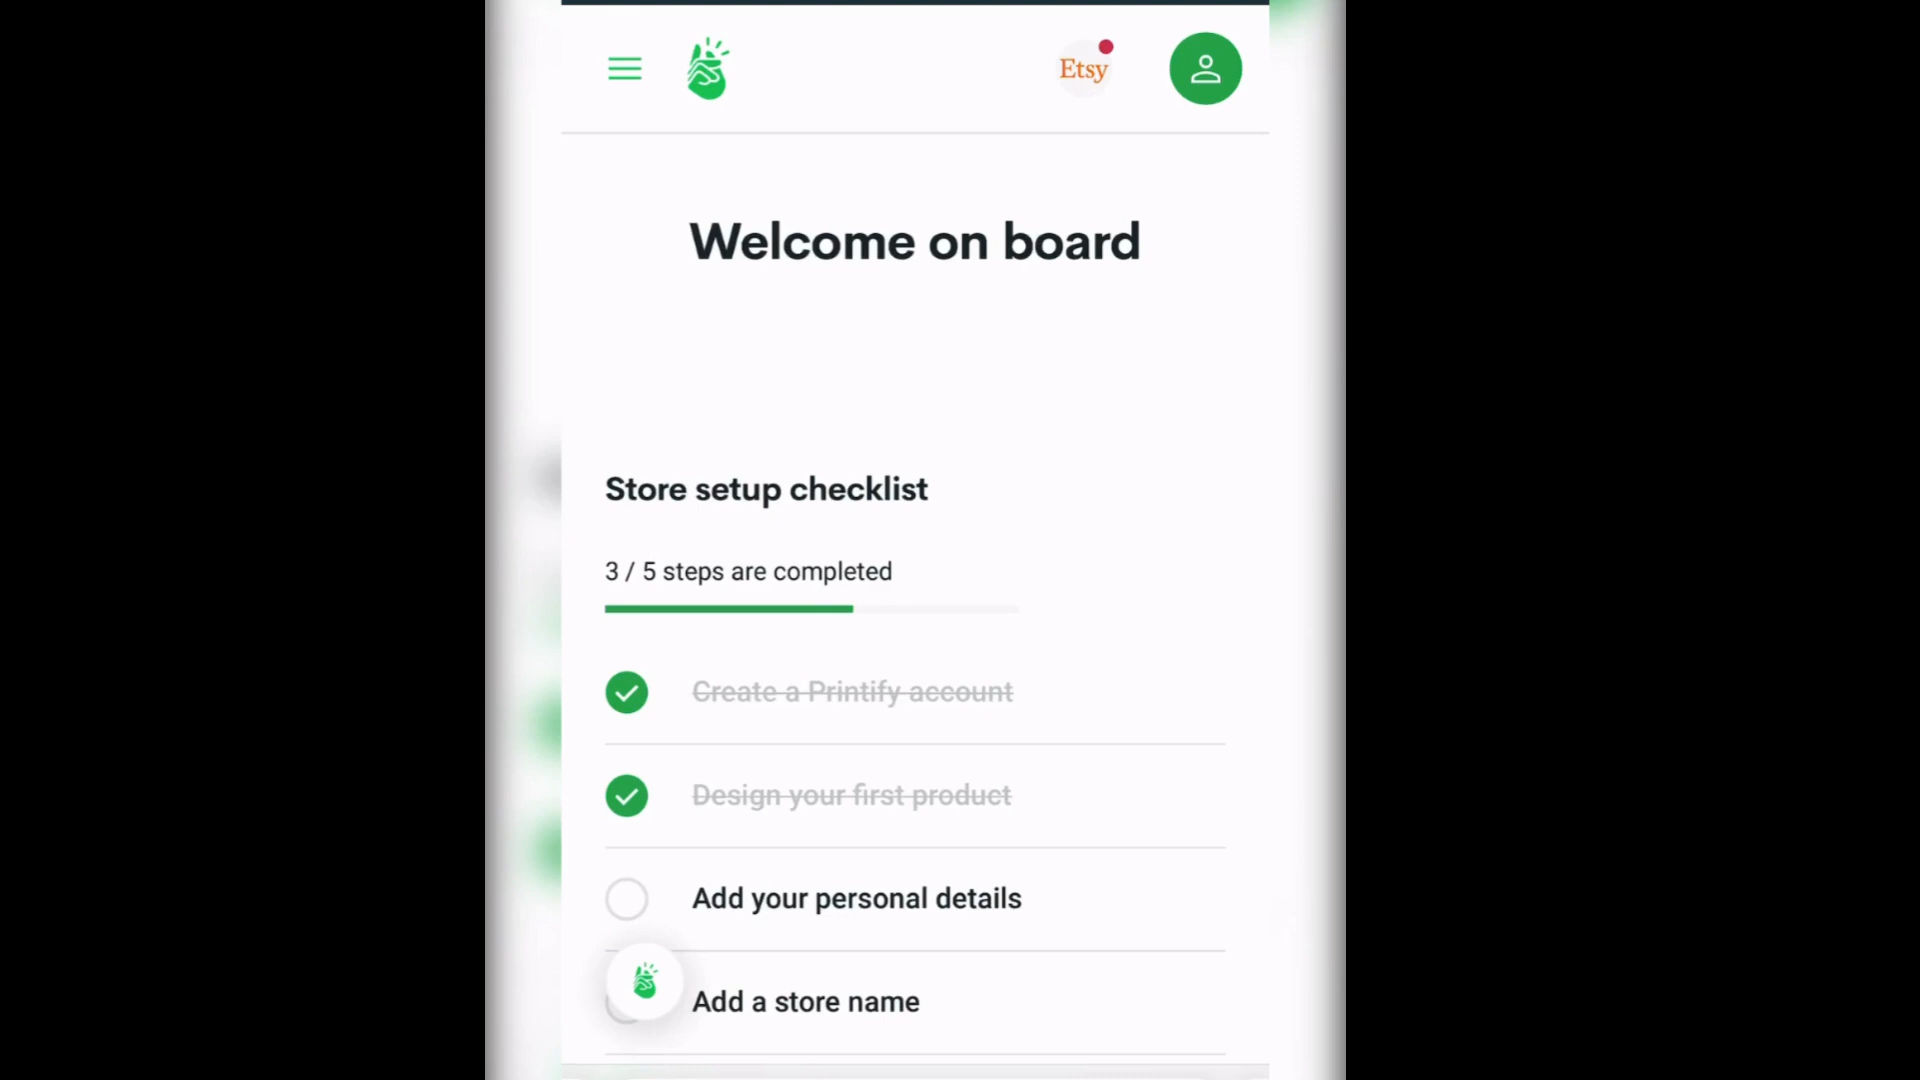 Etsy
Welcome on board
Store setup checklist
3 / 5 steps are completed
Create a Printify account
Design your first product
Add your personal details
Add a store name